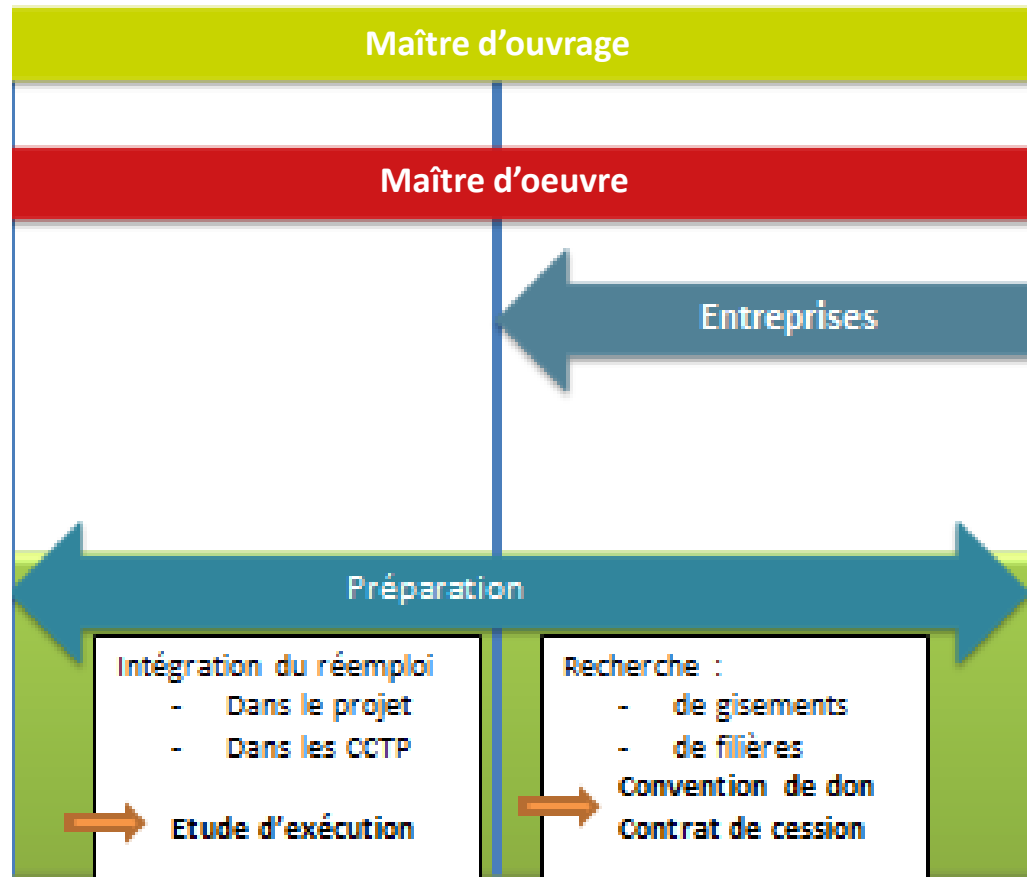 Maître d'ouvrage
Maître d'oeuvre
Entreprises
Préparation
Intégration du réemploi
- Dans le projet
- Dans les CCTP
Etude d'exécution
Recherche :
- de gisements
- de filières
Convention de don
Contrat de cession